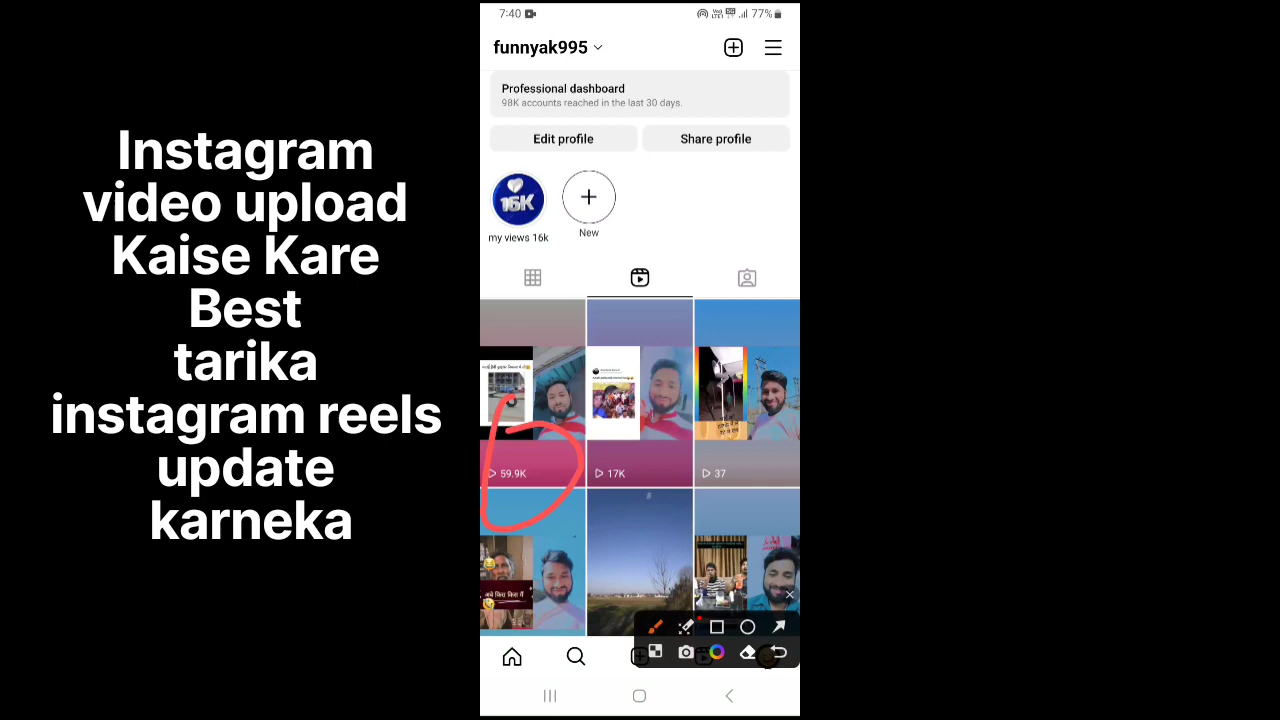 Instagram
video upload
Kaise Kare
Best
tarika
instagram reels
update
karneka
7:40
77%
funnyak995
Professional dashboard
98K accounts reached in the last 30 days.
Edit profile
Share profile
16K
my views 16k
New
59.9K
17K
37
अबे किरा किरा मैं